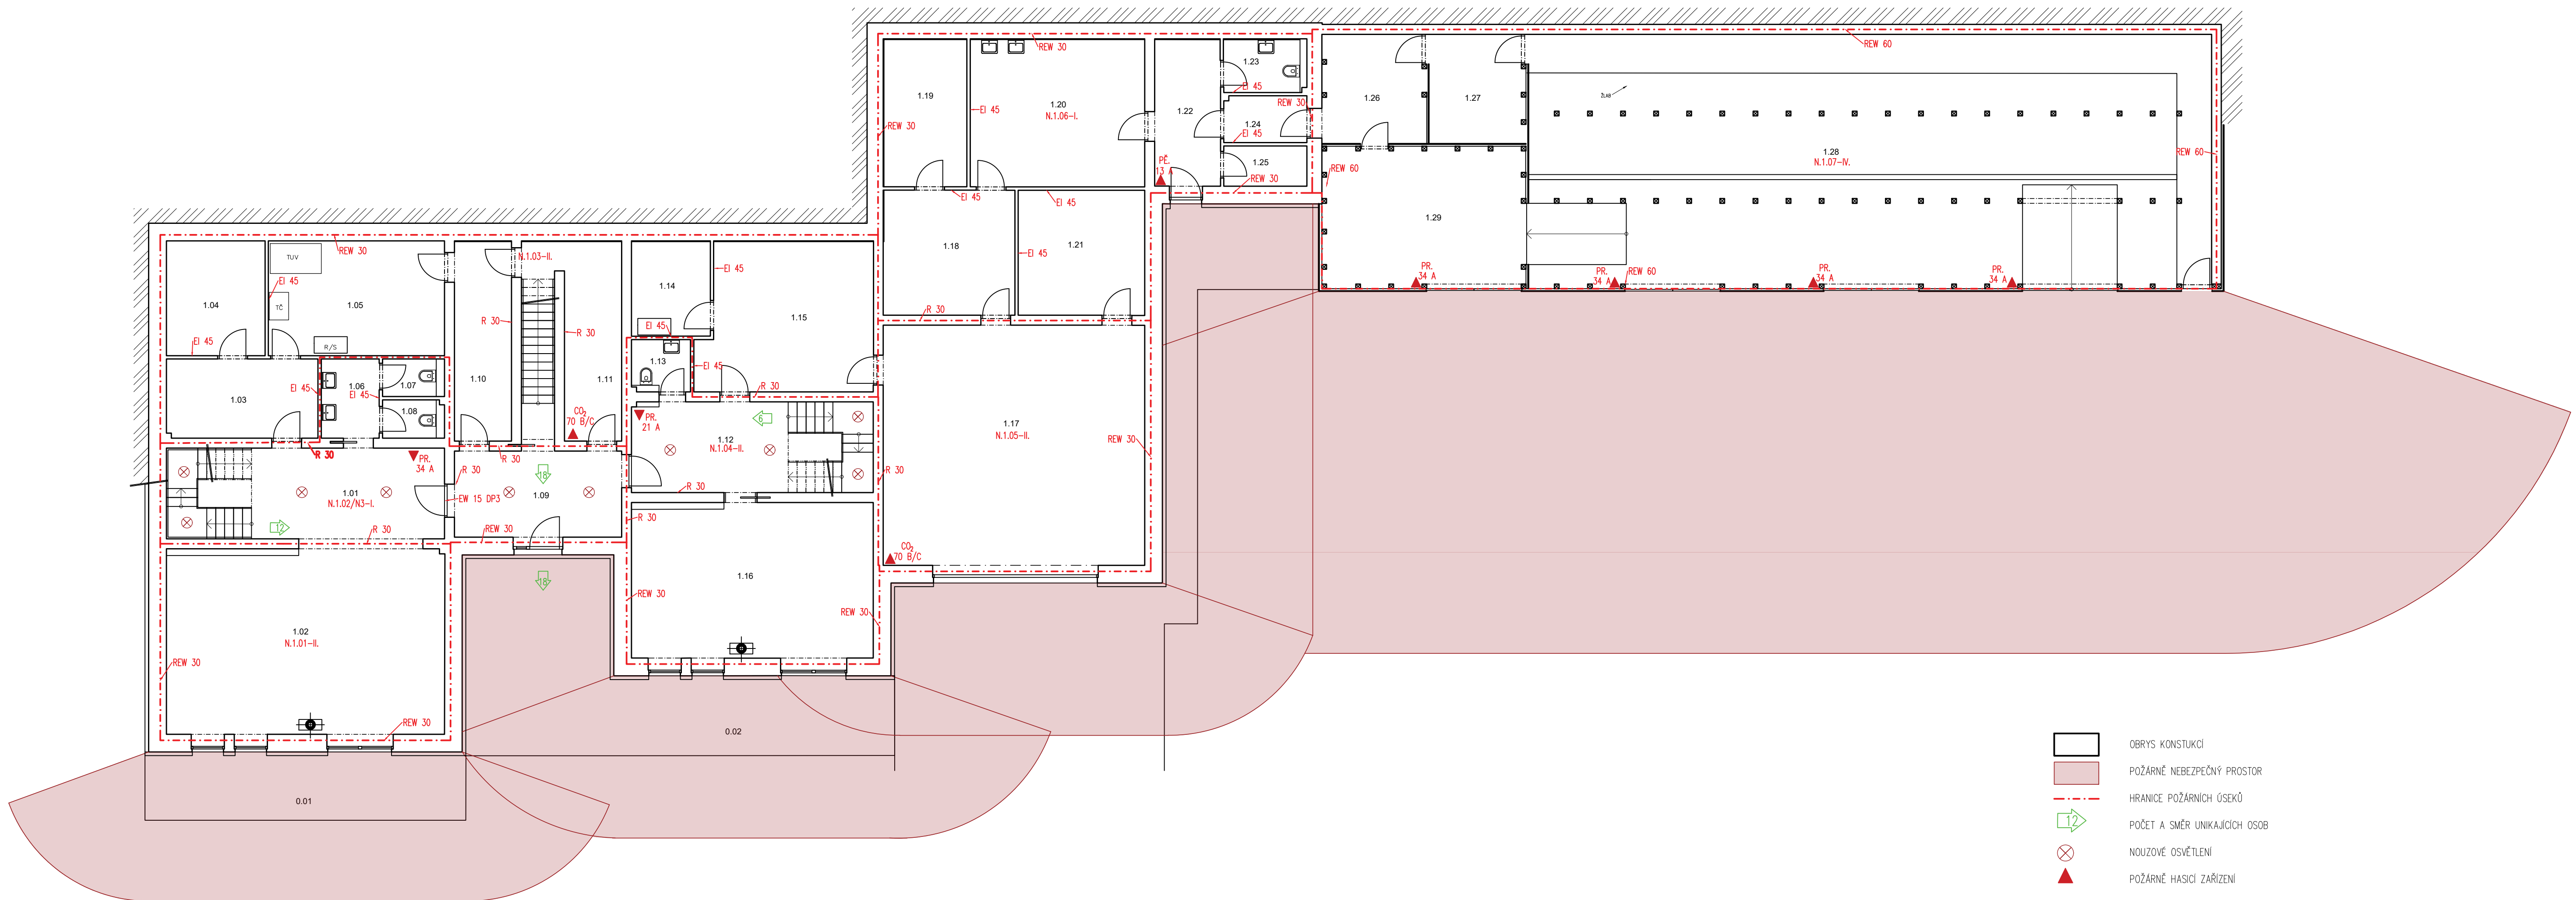 REW 30
REW 60
1.19
1.20
N.1.06-I.
EI 45
REW 30
1.22
1.23
EI 45
REW 30
1.24
EI 45
1.25
REW 30
PĚ.
13 A
1.26
1.27
ŽLAB
1.28
N.1.07-IV.
REW 60
REW 60
1.29
PR.
34 A
PR.
34 A
REW 60
PR.
34 A
PR.
34 A
EI 45
EI 45
1.18
EI 45
1.21
R 30
REW 30
TUV
EI 45
TČ
1.04
1.05
R/S
EI 45
N.1.03-II.
R 30
R 30
1.10
1.11
CO2
70 B/C
1.14
EI 45
EI 45
1.15
1.13
EI 45
R 30
1.03
EI 45
1.06
EI 45
1.07
1.08
R 30
PR.
34 A
R 30
R 30
1.01
N.1.02/N3-I.
EW 15 DP3
12
R 30
18
1.09
REW 30
18
PR.
21 A
6
1.12
N.1.04-II.
R 30
R 30
R 30
1.17
N.1.05-II.
REW 30
CO2
70 B/C
1.16
REW 30
REW 30
1.02
N.1.01-II.
REW 30
REW 30
0.01
0.02
OBRYS KONSTUKCÍ
POŽÁRNĚ NEBEZPEČNÝ PROSTOR
HRANICE POŽÁRNÍCH ÚSEKŮ
12
POČET A SMĚR UNIKAJÍCÍCH OSOB
NOUZOVÉ OSVĚTLENÍ
POŽÁRNĚ HASICÍ ZAŘÍZENÍ